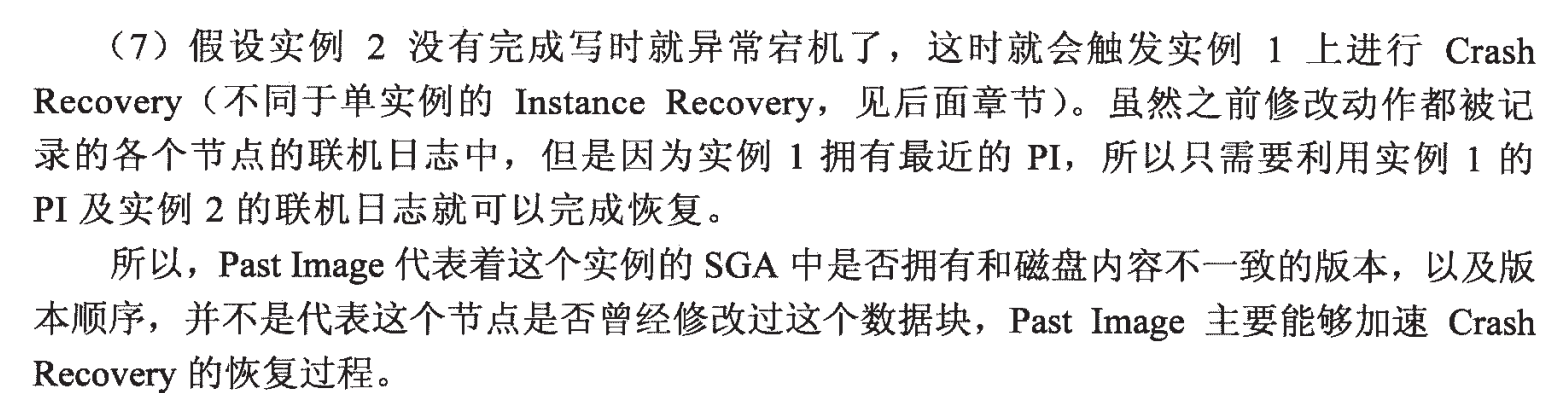 （7）假设实例 2 没有完成写时就异常宕机了，这时就会触发实例 1 上进行 Crash
Recovery（不同于单实例的 Instance Recovery，见后面章节）。虽然之前修改动作都被记
录的各个节点的联机日志中，但是因为实例 1 拥有最近的 PI，所以只需要利用实例 1 的
PI 及实例 2 的联机日志就可以完成恢复。
所以，Past Image 代表着这个实例的 SGA 中是否拥有和磁盘内容不一致的版本，以及版
本顺序，并不是代表这个节点是否曾经修改过这个数据块，Past Image 主要能够加速 Crash
Recovery 的恢复过程。